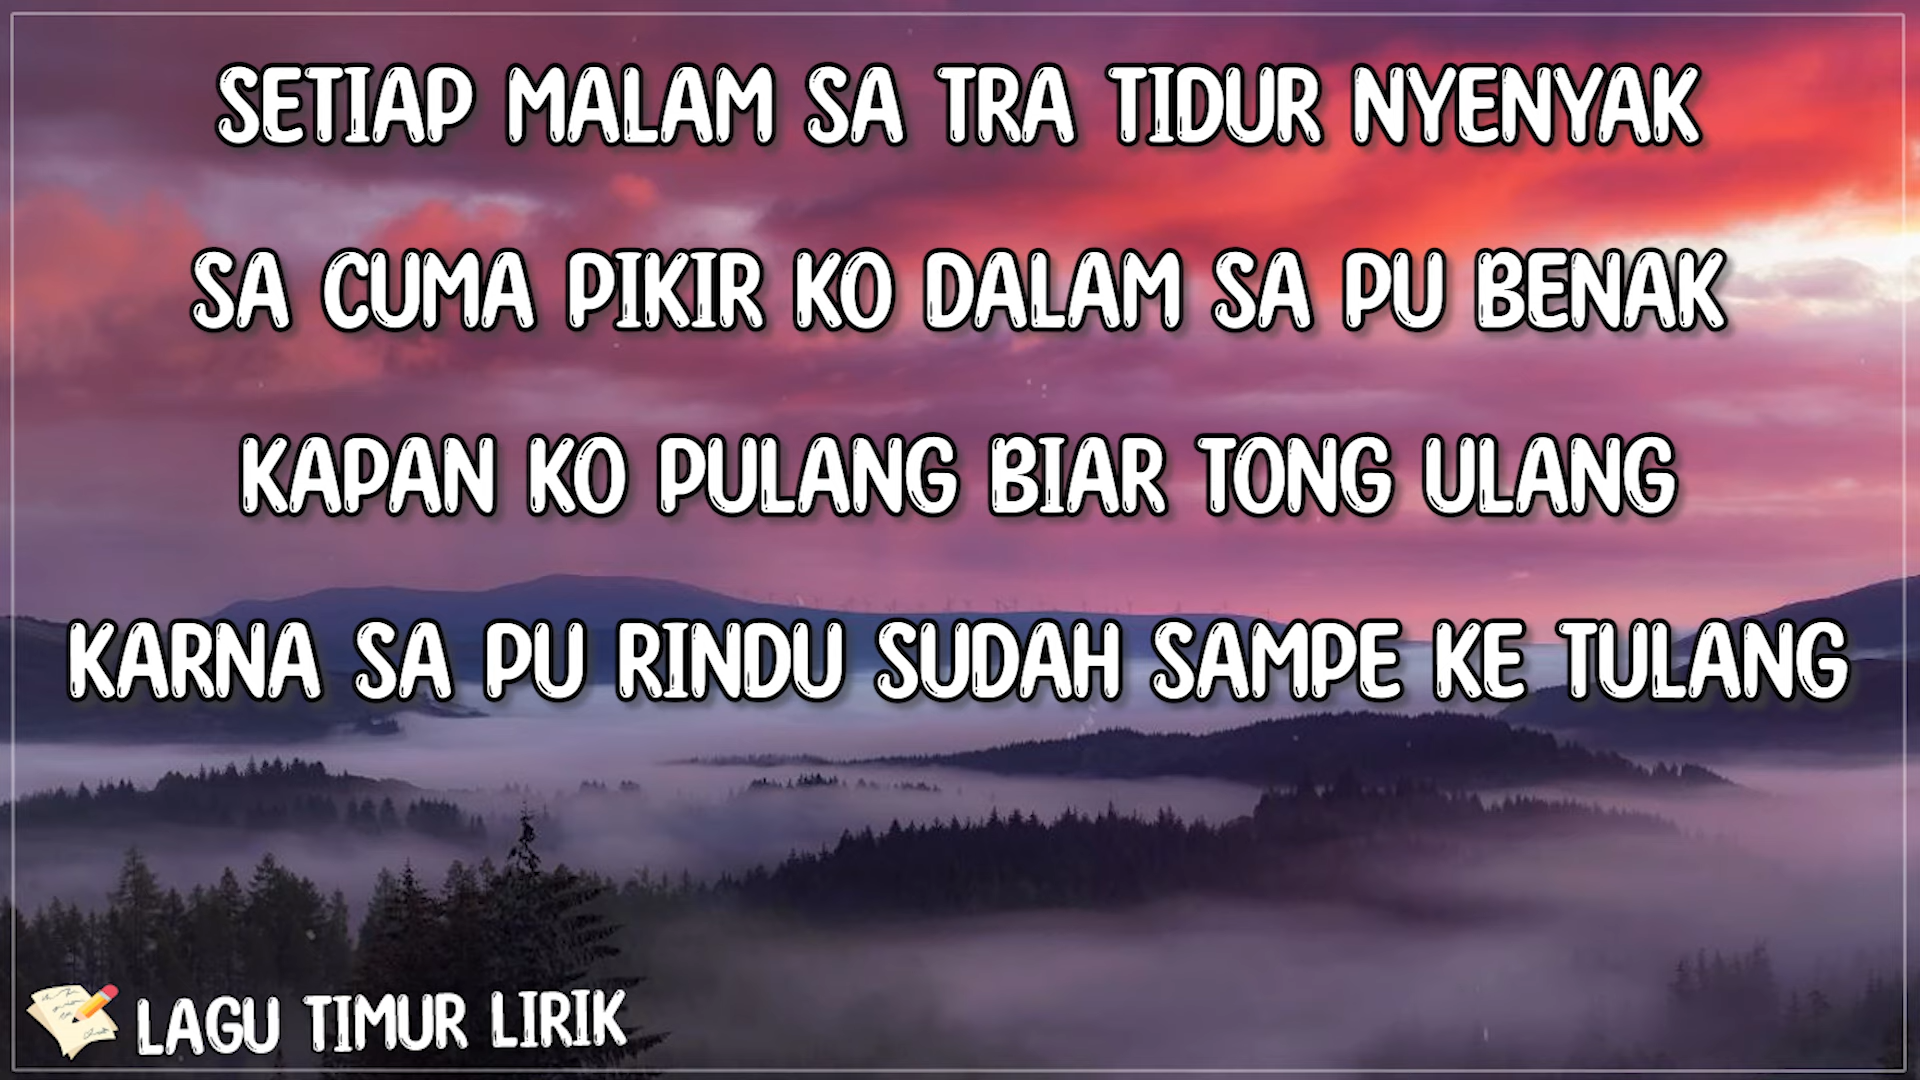 SETIAP MALAM SA TRA TIDUR NYENYAK
SA CUMA PIKIR KO DALAM SA PU BENAK
KAPAN KO PULANG BIAR TONG ULANG
KARNA SA PU RINDU SUDAH SAMPE KE TULANG
LAGU TIMUR LIRIK